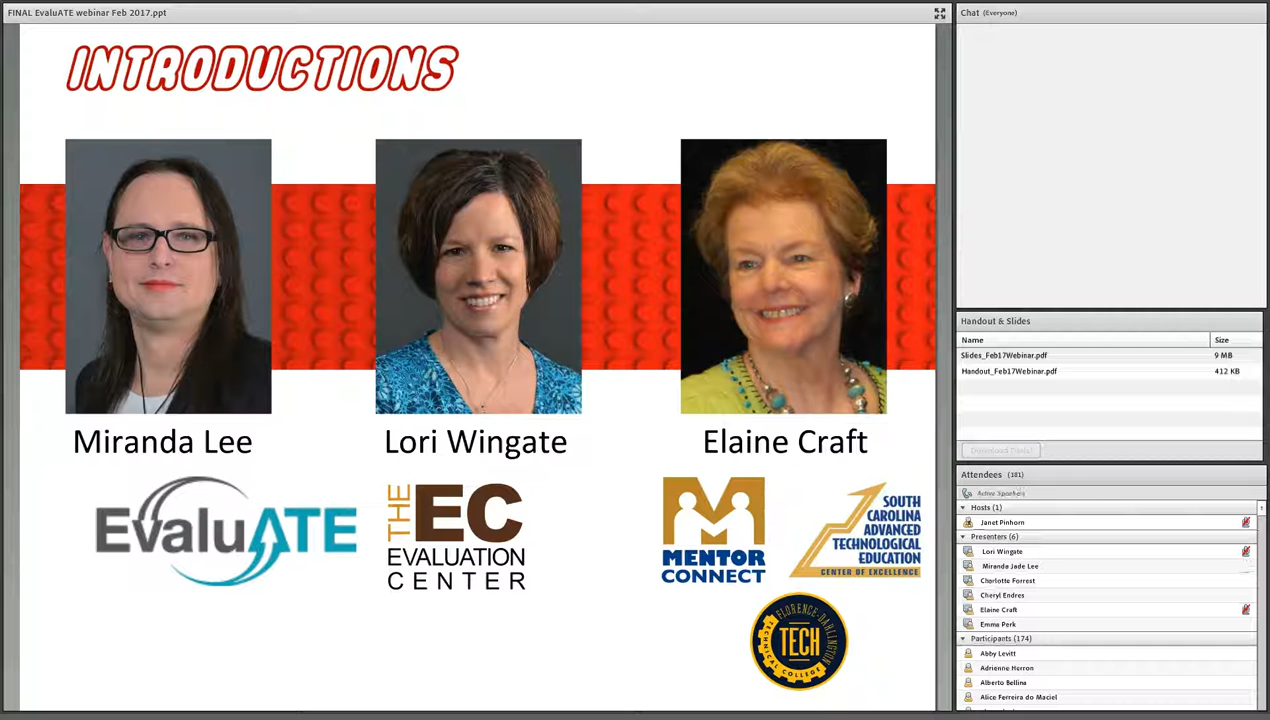 FINAL EvaluATE webinar Feb 2017.ppt
INTRODUCTIONS
Miranda Lee
Lori Wingate
Elaine Craft
EvaluATE
THE EC
EVALUATION
CENTER
MENTOR
CONNECT
SOUTH
CAROLINA
ADVANCED
TECHNOLOGICAL
EDUCATION
CENTER OF EXCELLENCE
FLORENCE-DARLINGTON
TECH
TECHNICAL COLLEGE
Chat (Everyone)
Handout & Slides
Name Size
Slides_Feb17Webinar.pdf 9 MB
Handout_Feb17Webinar.pdf 412 KB
Attendees (181)
Active Speakers
Hosts (1)
Janet Pinhorn
Presenters (6)
Lori Wingate
Miranda Jade Lee
Charlotte Forrest
Cheryl Endres
Elaine Craft
Emma Perk
Participants (174)
Abby Levitt
Adrienne Herron
Alberto Bellina
Alice Ferreira do Maciel